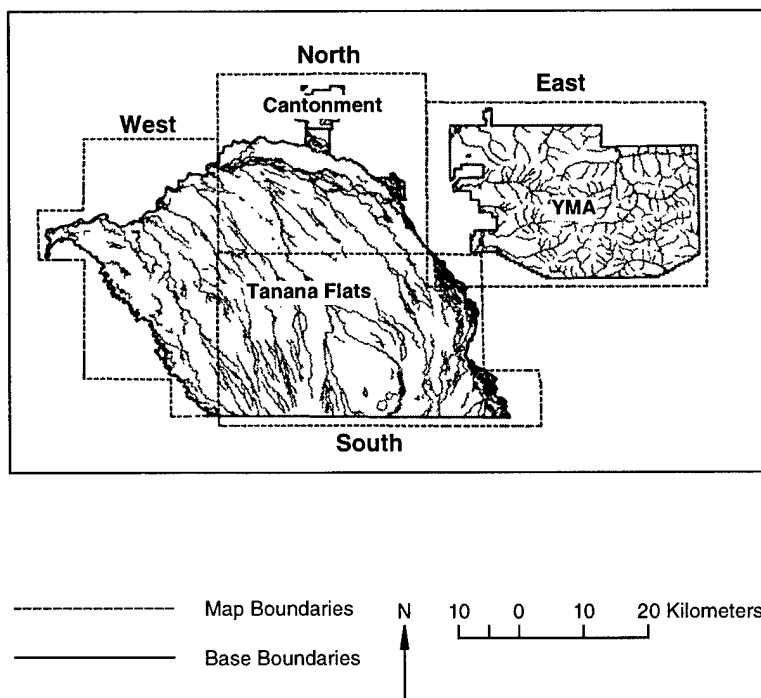 North
Cantonment
East
West
YMA
Tanana Flats
South
Map Boundaries
N
10 0 10 20 Kilometers
Base Boundaries